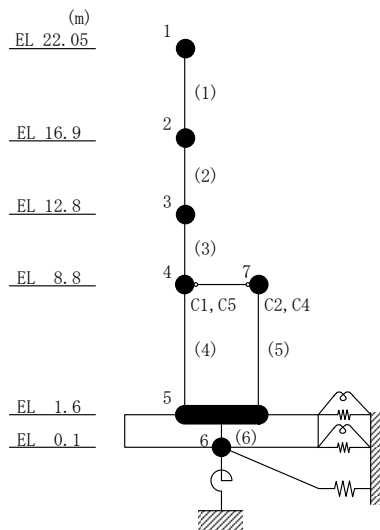 (m)
1
EL 22.05
(1)
2
EL 16.9
(2)
3
EL 12.8
(3)
4 7
EL 8.8
C1, C5 C2, C4
(4) (5)
5
EL 1.6
6 (6)
EL 0.1